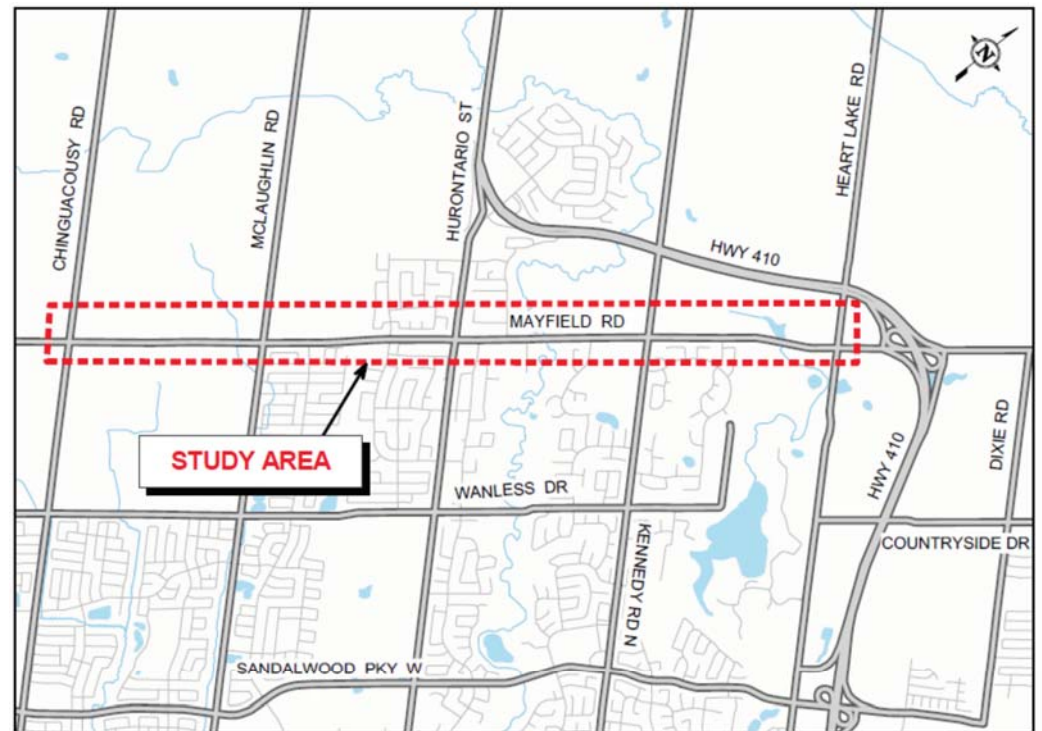 N
CHINGUACOUSY RD
MCLAUGHLIN RD
HURONTARIO ST
HEART LAKE RD
HWY 410
MAYFIELD RD
STUDY AREA
WANLESS DR
KENNEDY RD N
HWY 410
DIXIE RD
COUNTRYSIDE DR
SANDALWOOD PKY W